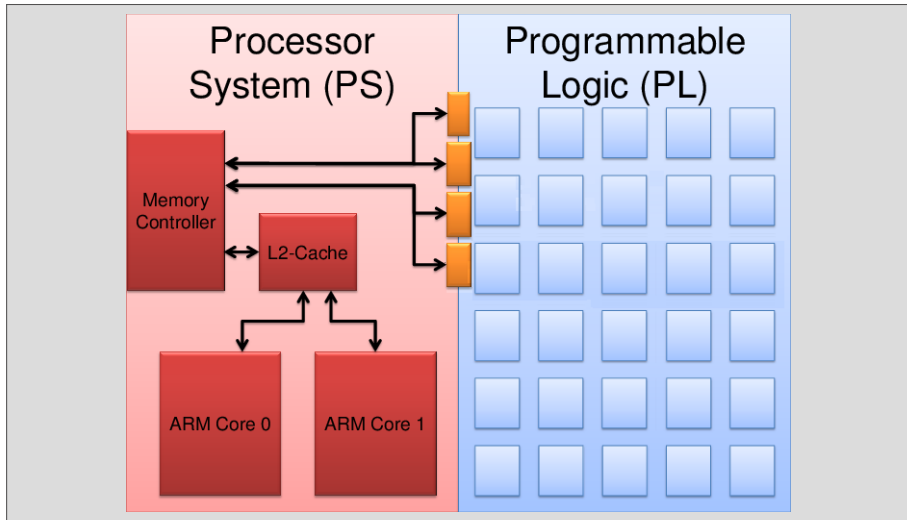 Processor
System (PS)
Programmable
Logic (PL)
Memory
Controller
L2-Cache
ARM Core 0
ARM Core 1